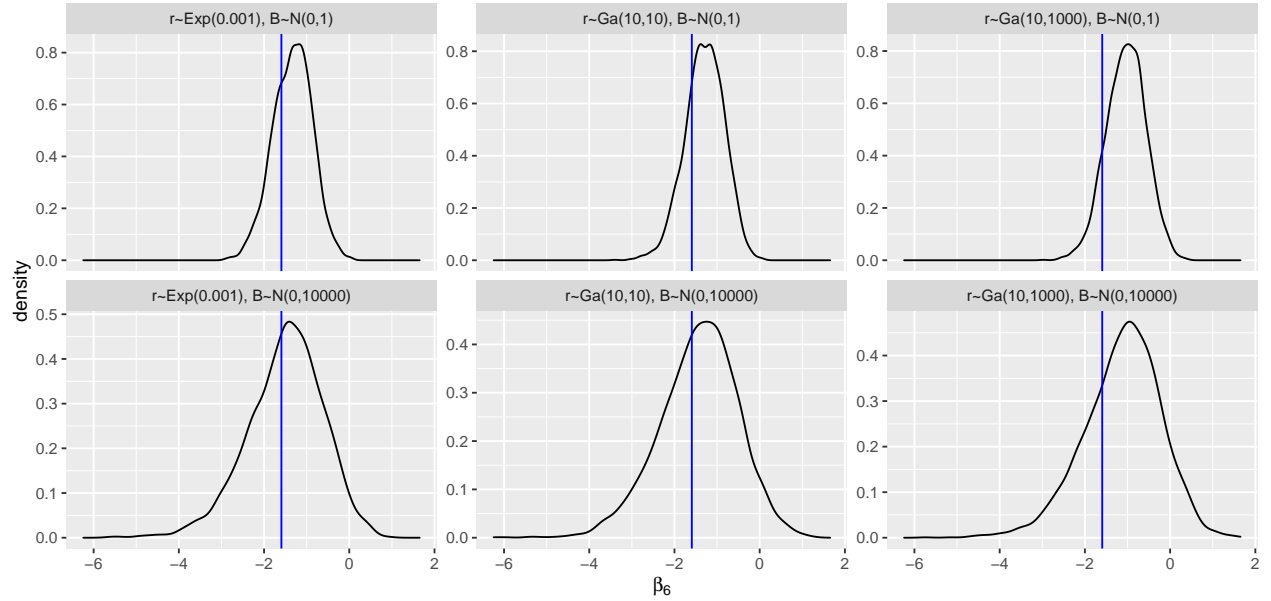 r~Exp(0.001), B~N(0,1)
r~Ga(10,10), B~N(0,1)
r~Ga(10,1000), B~N(0,1)
0.8
0.6
0.4
0.2
0.0
0.8
0.6
0.4
0.2
0.0
0.8
0.6
0.4
0.2
0.0
density
r~Exp(0.001), B~N(0,10000)
r~Ga(10,10), B~N(0,10000)
r~Ga(10,1000), B~N(0,10000)
0.5
0.4
0.3
0.2
0.1
0.0
0.4
0.3
0.2
0.1
0.0
0.4
0.3
0.2
0.1
0.0
−6 −4 −2 0 2
−6 −4 −2 0 2
−6 −4 −2 0 2
β₆